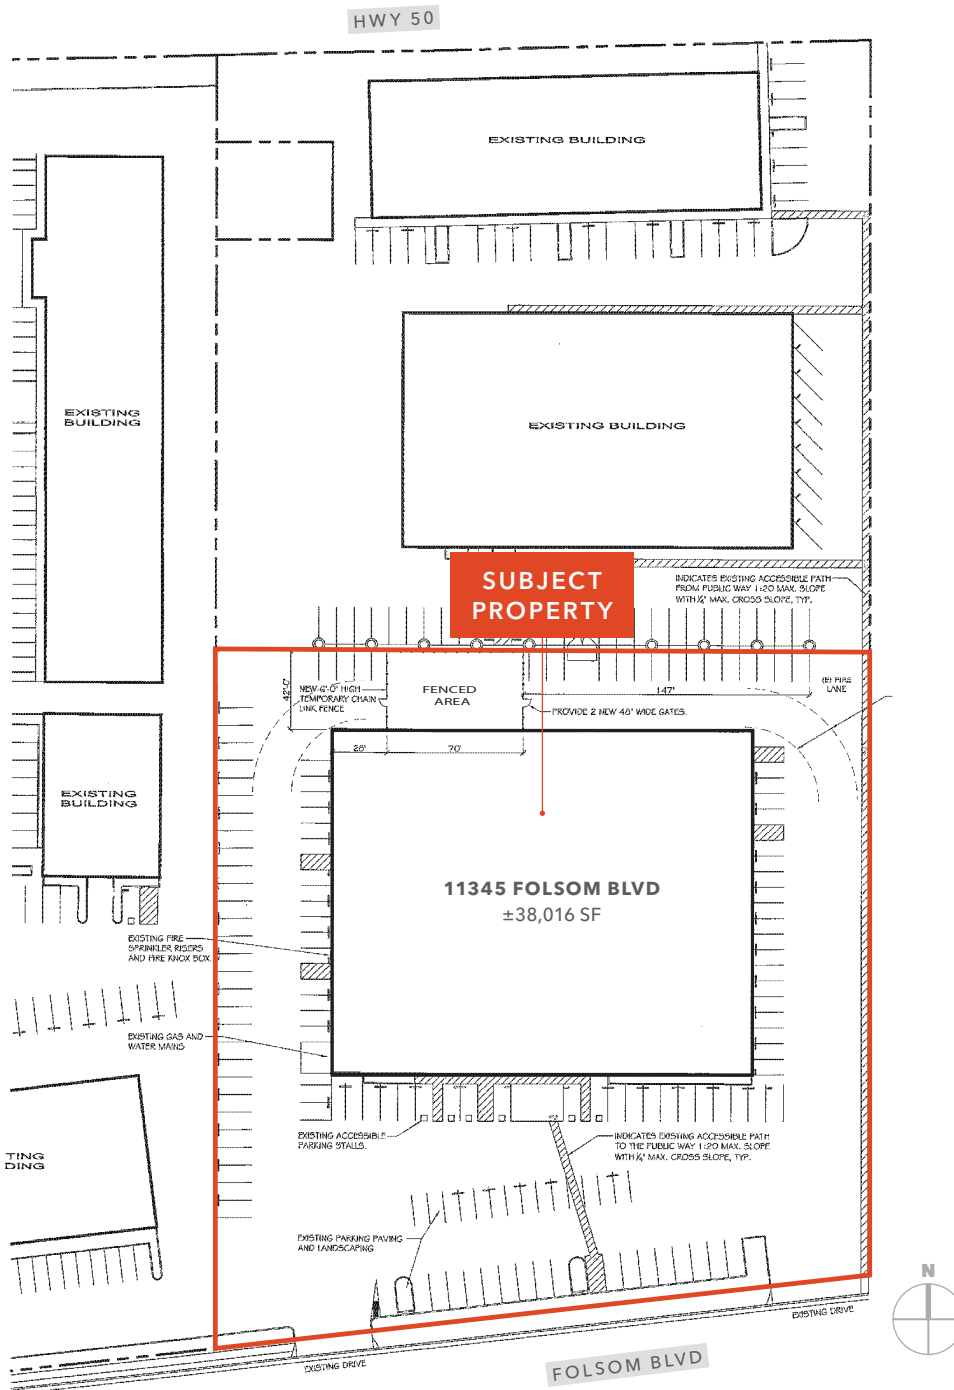 HWY 50
EXISTING BUILDING
EXISTING
BUILDING
EXISTING BUILDING
SUBJECT
PROPERTY
INDICATES EXISTING ACCESSIBLE PATH
FROM PUBLIC WAY 1:20 MAX. SLOPE
WITH ¼" MAX. CROSS SLOPE, TYP.
42'-0"
NEW 6'-0" HIGH
TEMPORARY CHAIN
LINK FENCE
FENCED
AREA
147'
PROVIDE 2 NEW 48" WIDE GATES.
(E) FIRE
LANE
28'
70'
EXISTING
BUILDING
11345 FOLSOM BLVD
±38,016 SF
EXISTING FIRE
SPRINKLER RISERS
AND FIRE KNOX BOX.
EXISTING GAS AND
WATER MAINS
EXISTING ACCESSIBLE
PARKING STALLS.
INDICATES EXISTING ACCESSIBLE PATH
TO THE PUBLIC WAY 1:20 MAX. SLOPE
WITH ¼" MAX. CROSS SLOPE, TYP.
TING
DING
EXISTING PARKING PAVING
AND LANDSCAPING
N
EXISTING DRIVE
EXISTING DRIVE
FOLSOM BLVD